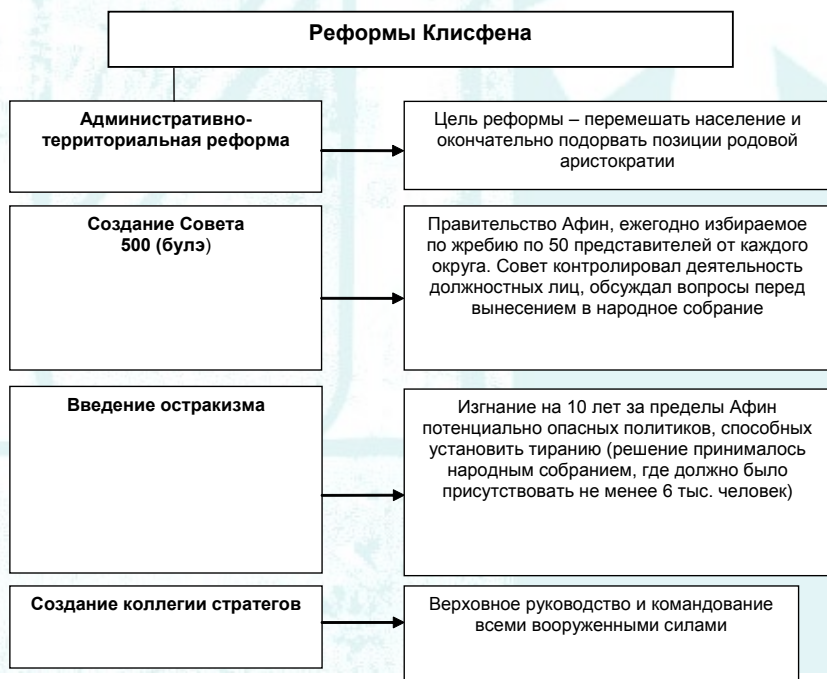 Реформы Клисфена
Административно-
территориальная реформа
Цель реформы – перемешать население и
окончательно подорвать позиции родовой
аристократии
Создание Совета
500 (булэ)
Правительство Афин, ежегодно избираемое
по жребию по 50 представителей от каждого
округа. Совет контролировал деятельность
должностных лиц, обсуждал вопросы перед
вынесением в народное собрание
Введение остракизма
Изгнание на 10 лет за пределы Афин
потенциально опасных политиков, способных
установить тиранию (решение принималось
народным собранием, где должно было
присутствовать не менее 6 тыс. человек)
Создание коллегии стратегов
Верховное руководство и командование
всеми вооруженными силами